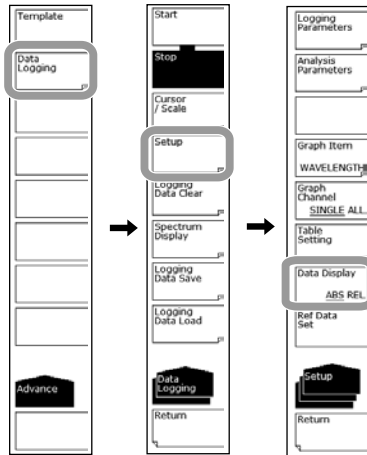 Template
Data
Logging
Advance
Start
Stop
Cursor
/ Scale
Setup
Logging
Data Clear
Spectrum
Display
Logging
Data Save
Logging
Data Load
Data
Logging
Return
Logging
Parameters
Analysis
Parameters
Graph Item
WAVELENGTH
Graph
Channel
SINGLE ALL
Table
Setting
Data Display
ABS REL
Ref Data
Set
Setup
Return